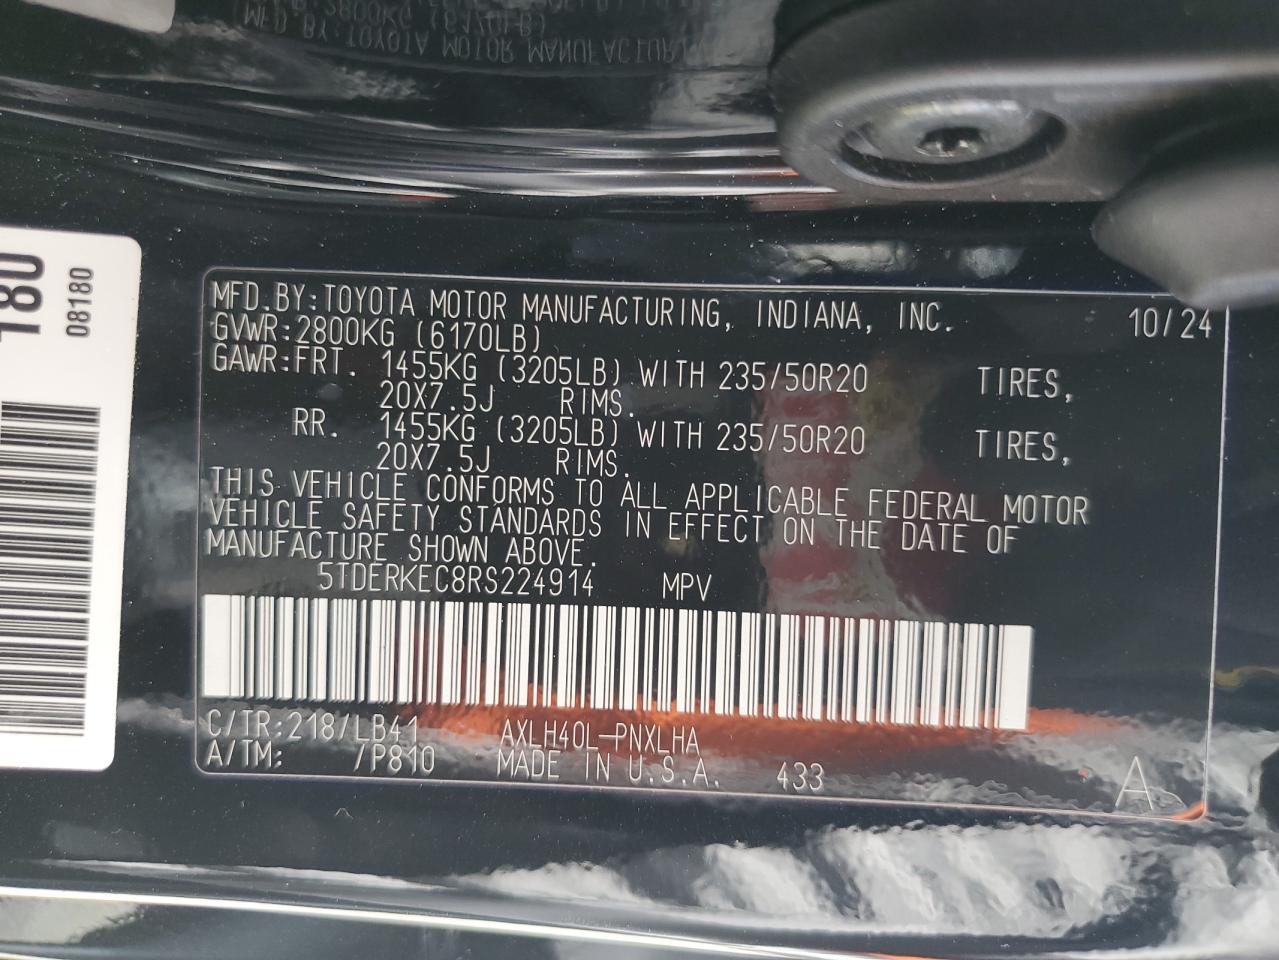 MFD.BY:TOYOTA MOTOR MANUFACTURING, INDIANA, INC. 10/24
GVWR:2800KG (6170LB)
GAWR:FRT. 1455KG (3205LB) WITH 235/50R20 TIRES,
20X7.5J RIMS.
RR. 1455KG (3205LB) WITH 235/50R20 TIRES,
20X7.5J RIMS.
THIS VEHICLE CONFORMS TO ALL APPLICABLE FEDERAL MOTOR
VEHICLE SAFETY STANDARDS IN EFFECT ON THE DATE OF
MANUFACTURE SHOWN ABOVE.
5TDERKEC8RS224914 MPV
C/TR:218/LB41 AXLH40L-PNXLHA
A/TM: /P810 MADE IN U.S.A. 433 A
08180